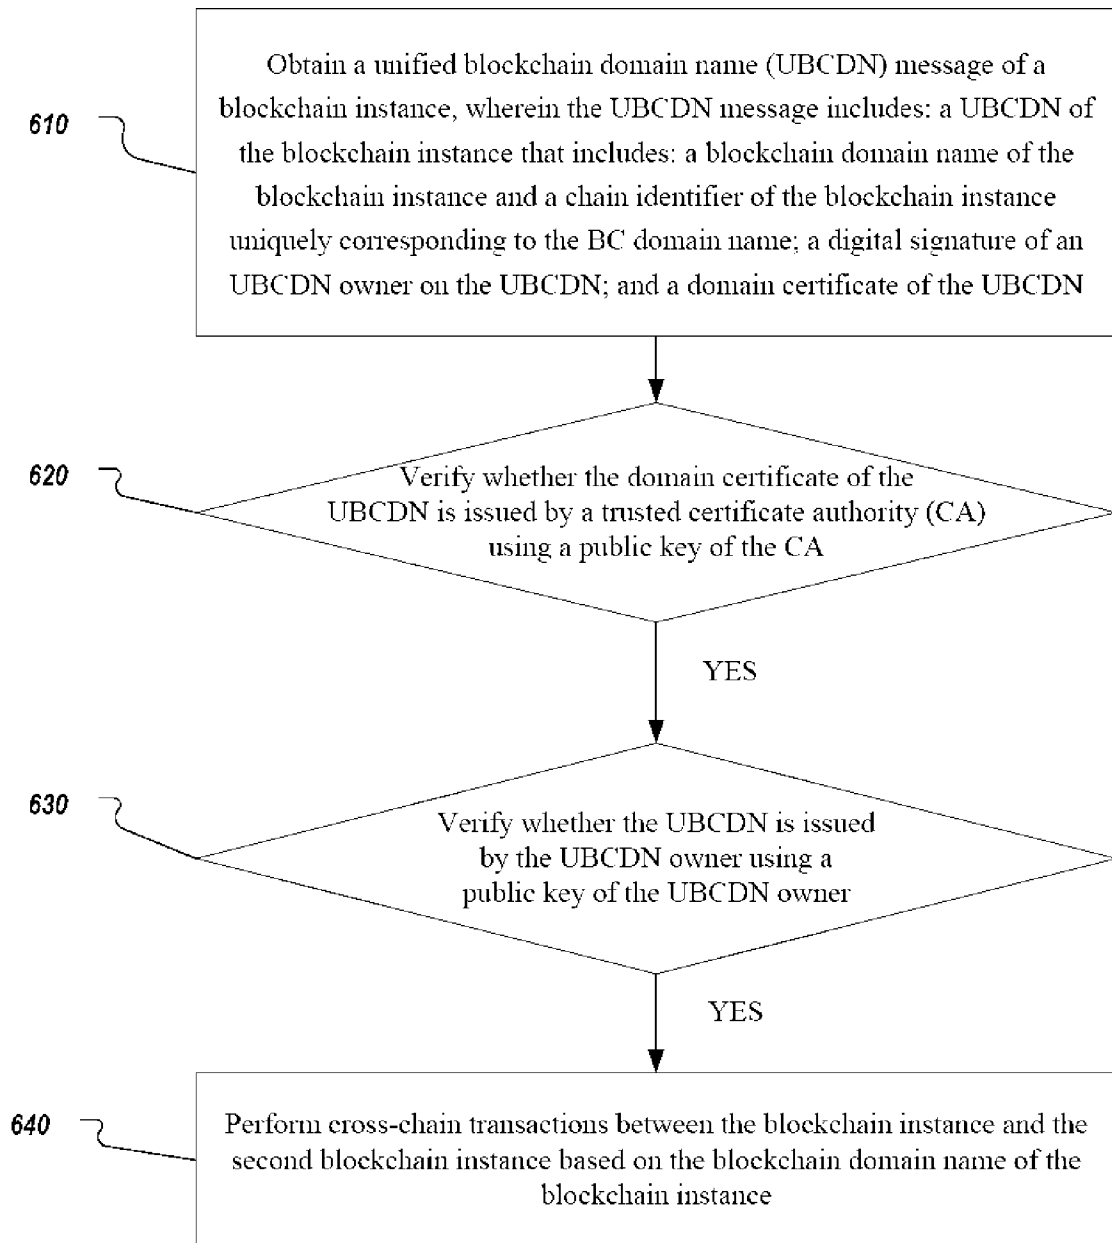 610
Obtain a unified blockchain domain name (UBCDN) message of a
blockchain instance, wherein the UBCDN message includes: a UBCDN of
the blockchain instance that includes: a blockchain domain name of the
blockchain instance and a chain identifier of the blockchain instance
uniquely corresponding to the BC domain name; a digital signature of an
UBCDN owner on the UBCDN; and a domain certificate of the UBCDN
620
Verify whether the domain certificate of the
UBCDN is issued by a trusted certificate authority (CA)
using a public key of the CA
YES
630
Verify whether the UBCDN is issued
by the UBCDN owner using a
public key of the UBCDN owner
YES
640
Perform cross-chain transactions between the blockchain instance and the
second blockchain instance based on the blockchain domain name of the
blockchain instance